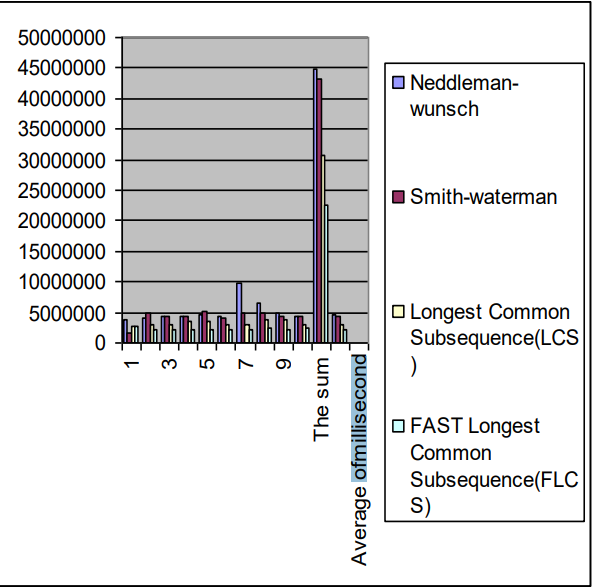 50000000
45000000
40000000
35000000
30000000
25000000
20000000
15000000
10000000
5000000
0
1
3
5
7
9
The sum
Average ofmillisecond
Neddleman-
wunsch
Smith-waterman
Longest Common
Subsequence(LCS
)
FAST Longest
Common
Subsequence(FLC
S)